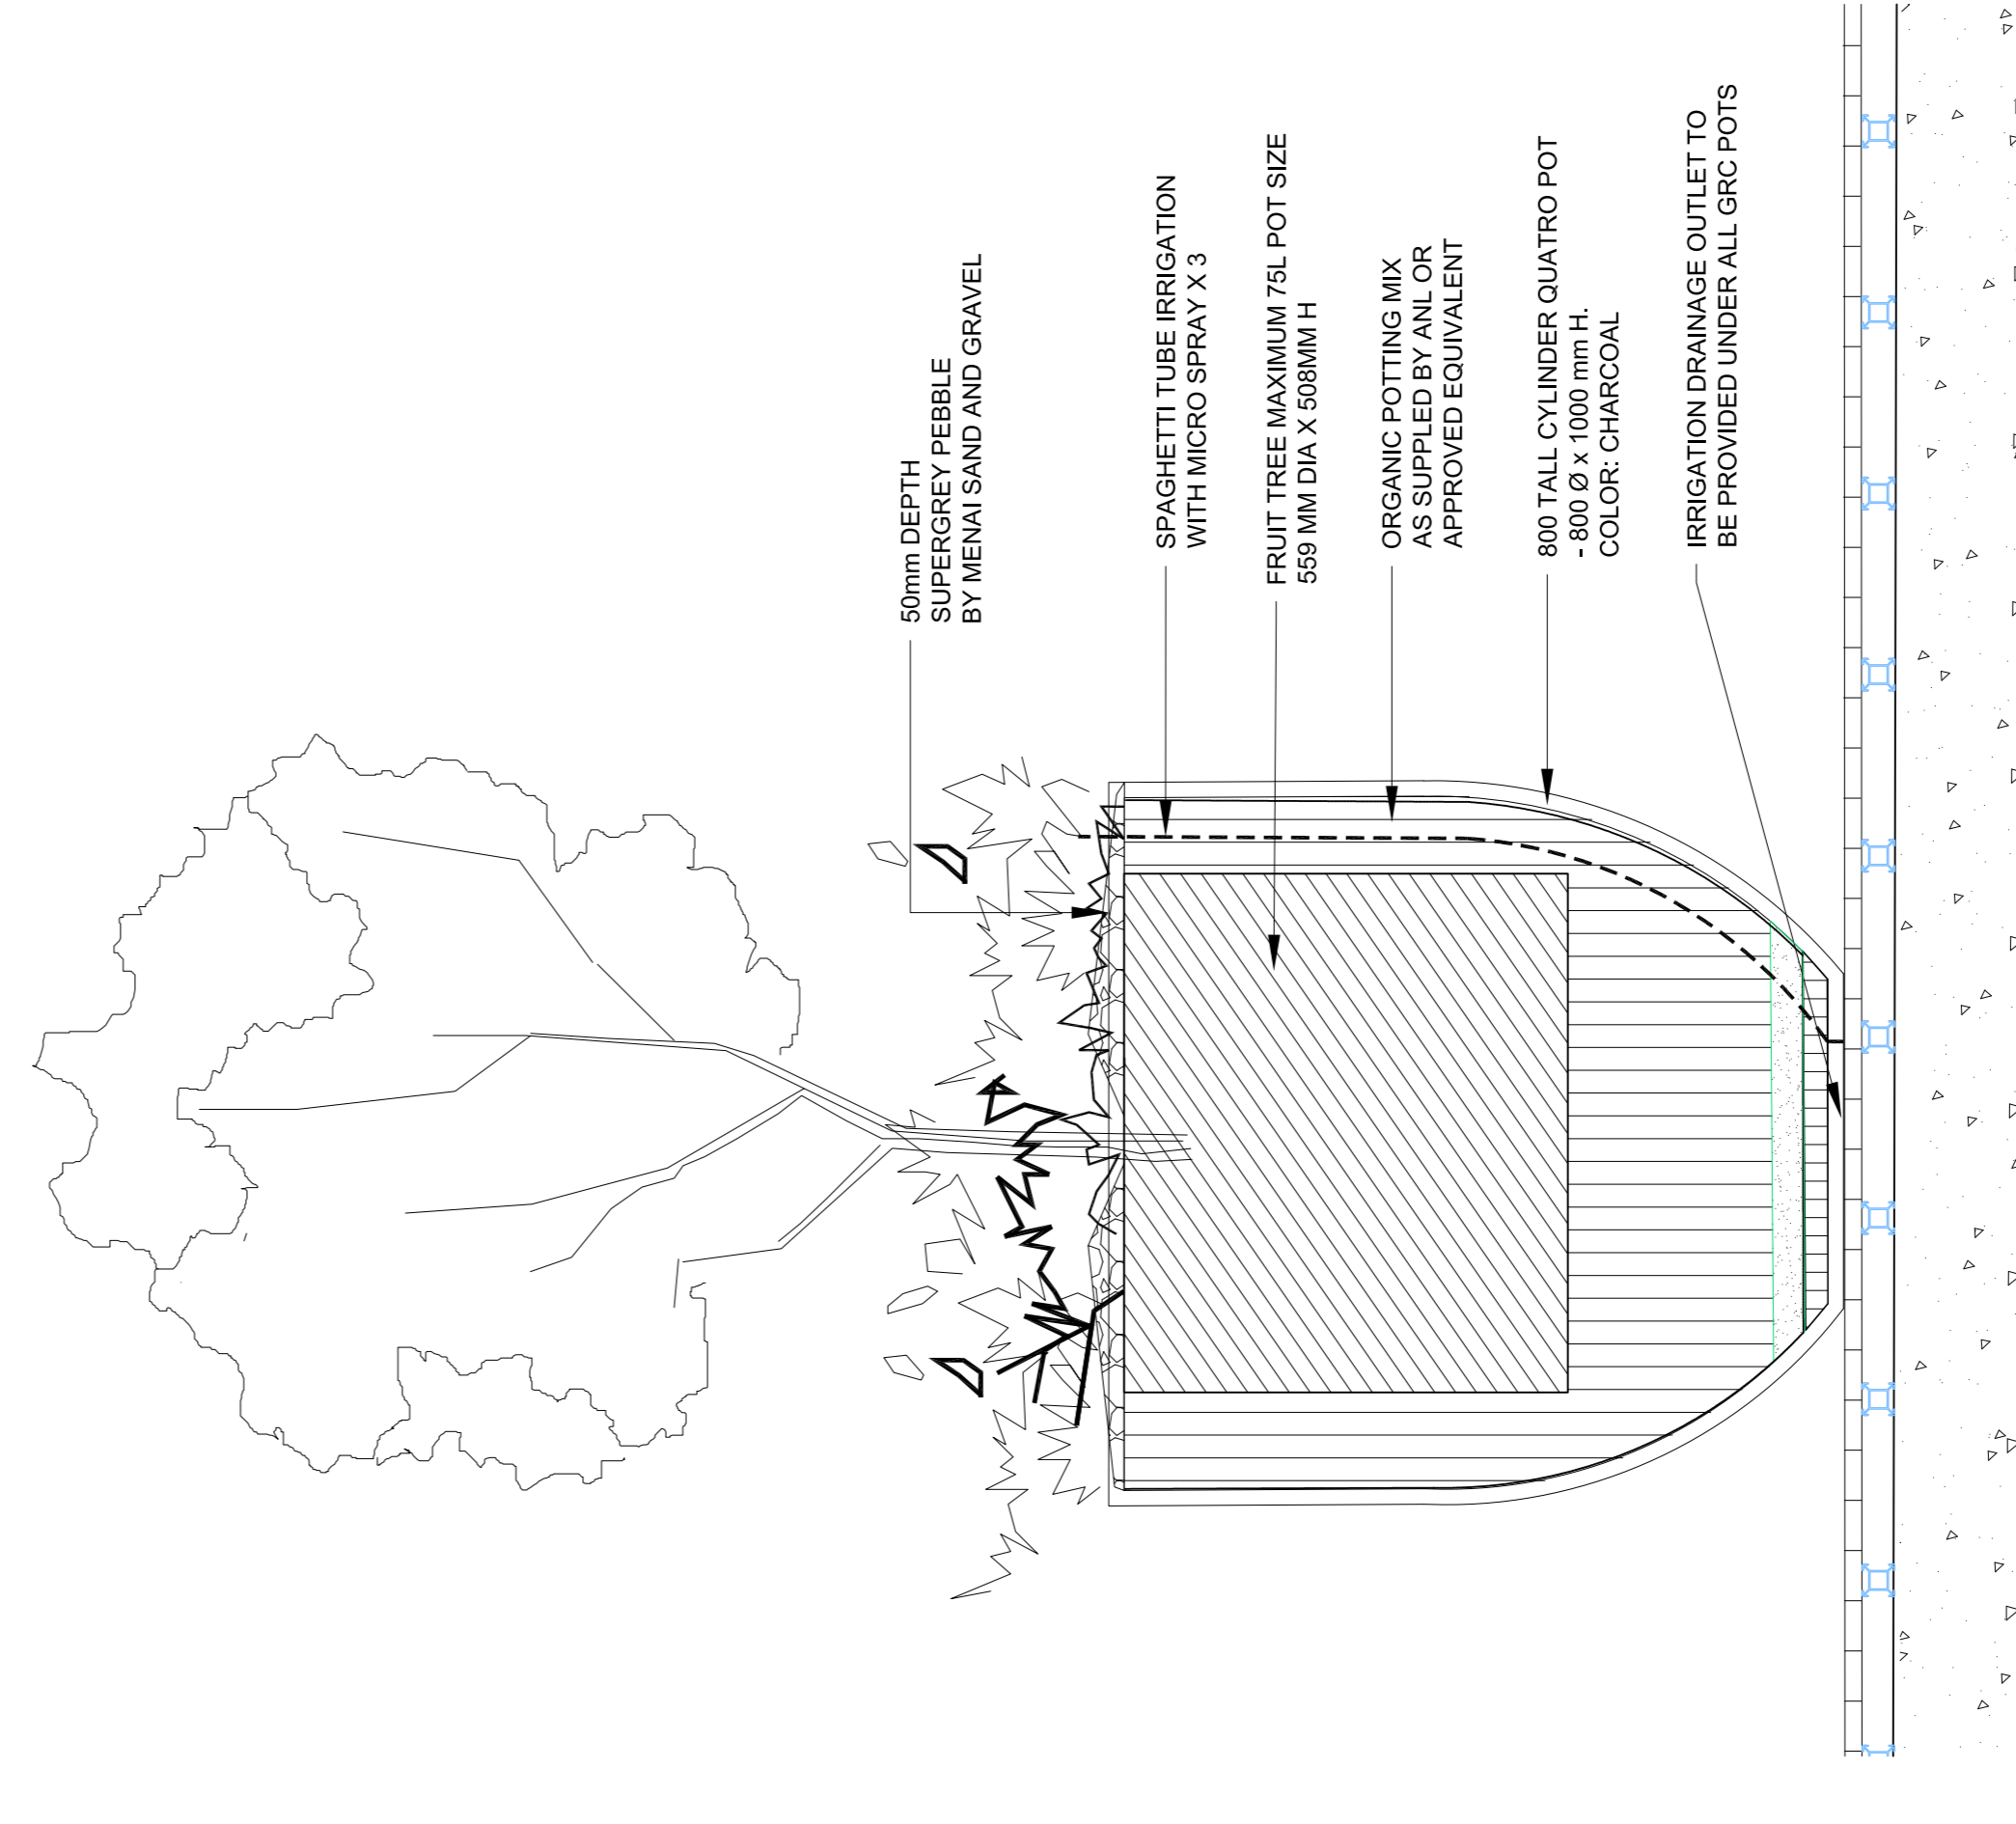 50mm DEPTH
SUPERGREY PEBBLE
BY MENAI SAND AND GRAVEL
SPAGHETTI TUBE IRRIGATION
WITH MICRO SPRAY X 3
FRUIT TREE MAXIMUM 75L POT SIZE
559 MM DIA X 508MM H
ORGANIC POTTING MIX
AS SUPPLED BY ANL OR
APPROVED EQUIVALENT
800 TALL CYLINDER QUATRO POT
- 800 Ø x 1000 mm H.
COLOR: CHARCOAL
IRRIGATION DRAINAGE OUTLET TO
BE PROVIDED UNDER ALL GRC POTS